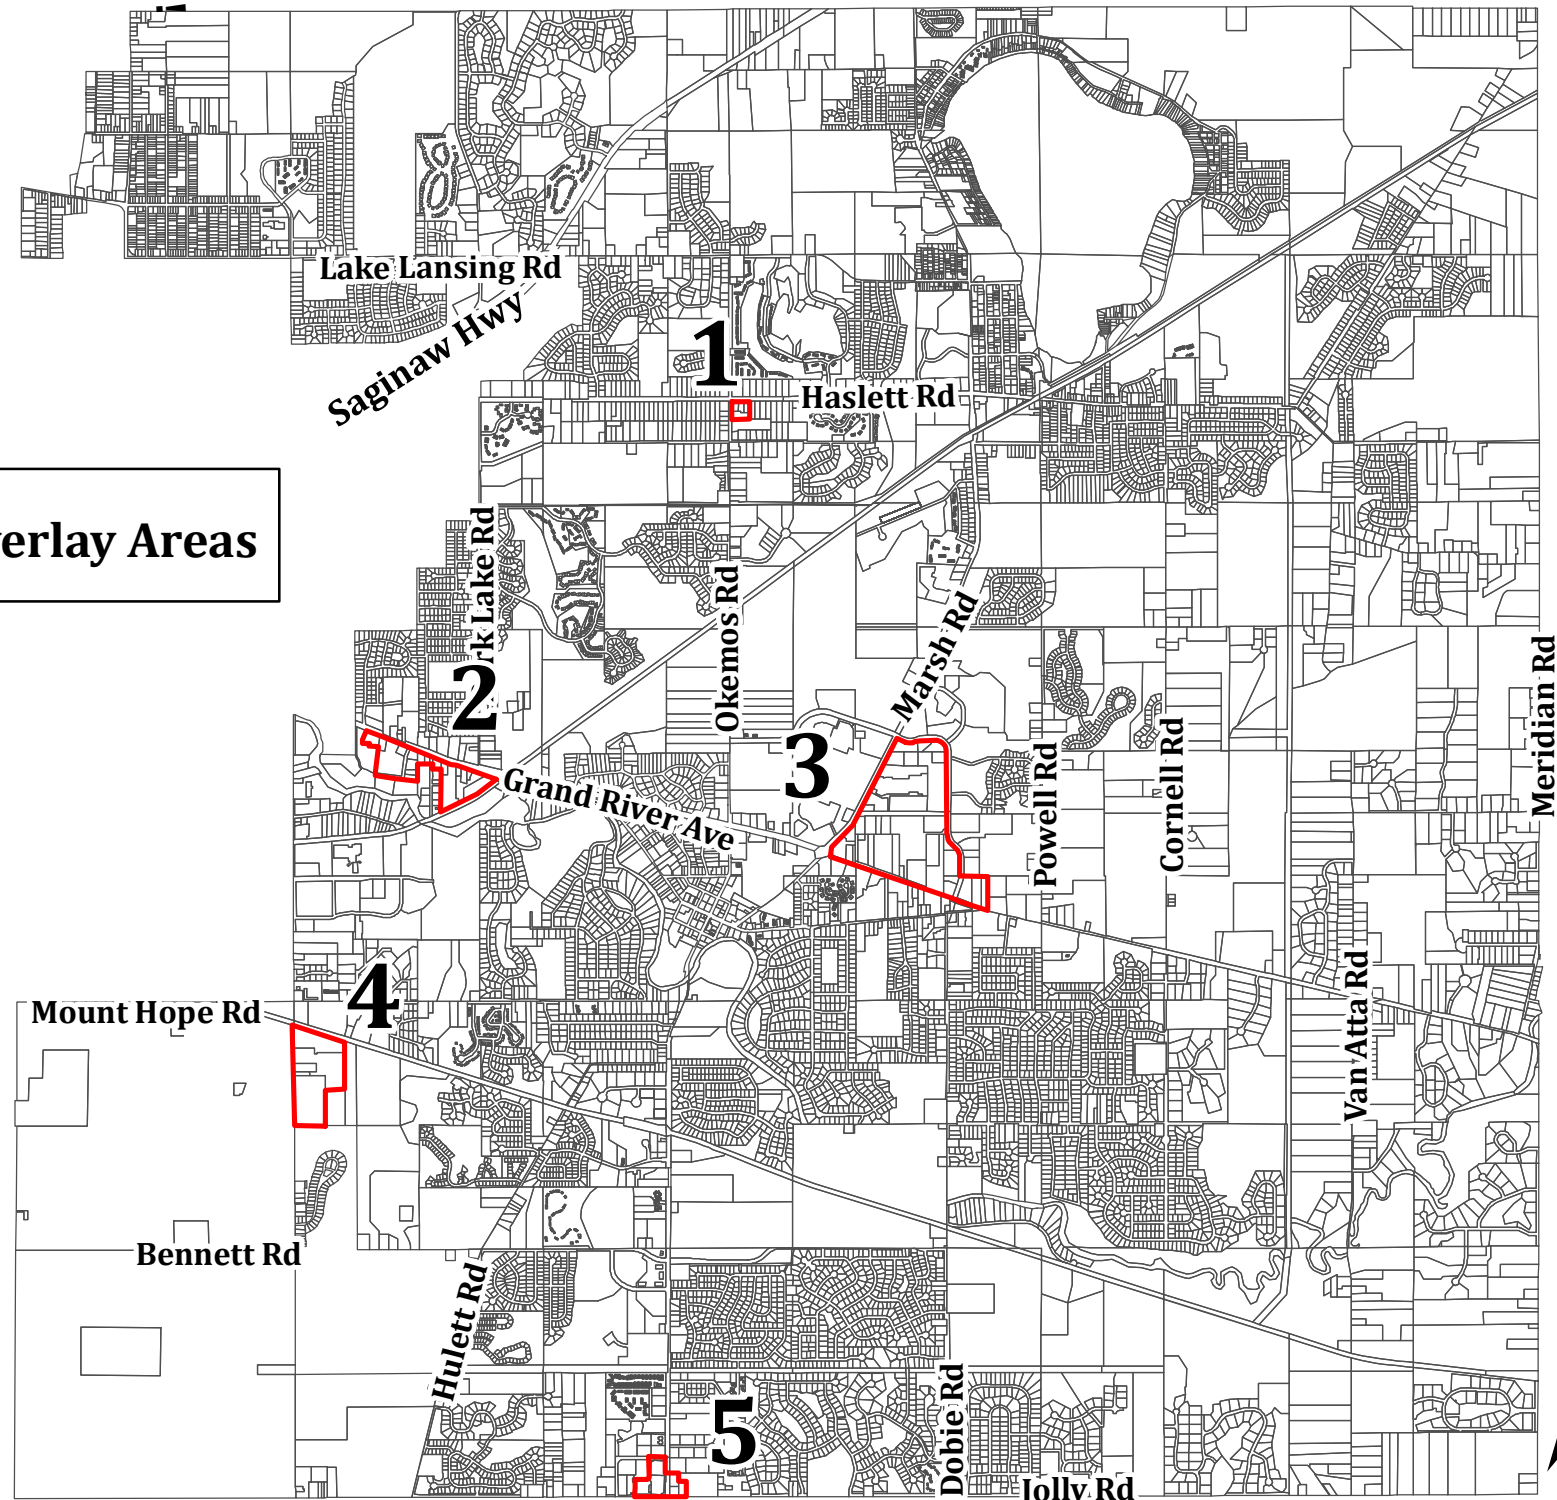 Lake Lansing Rd
Saginaw Hwy
1
Haslett Rd
erlay Areas
rk Lake Rd
Okemos Rd
Marsh Rd
2
Meridian Rd
3
Grand River Ave
Powell Rd
Cornell Rd
4
Mount Hope Rd
Van Atta Rd
Bennett Rd
Hulett Rd
5
Dobie Rd
Jolly Rd